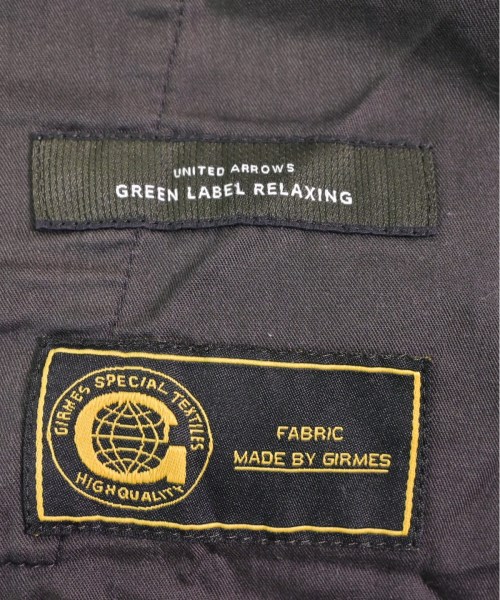 UNITED ARROWS
GREEN LABEL RELAXING
GIRMES SPECIAL TEXTILES
G
HIGHQUALITY
FABRIC
MADE BY GIRMES